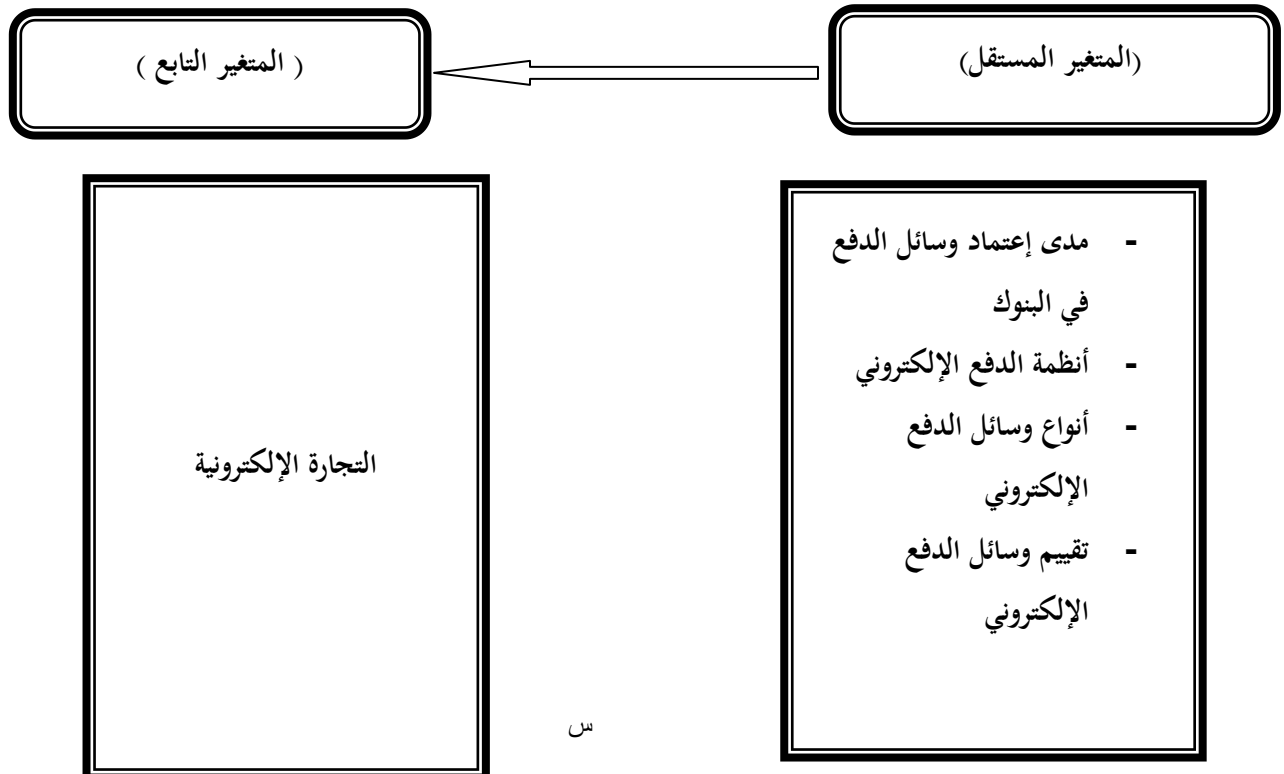 (المتغير المستقل)
( المتغير التابع )
- مدى إعتماد وسائل الدفع
في البنوك
- أنظمة الدفع الإلكتروني
- أنواع وسائل الدفع
الإلكتروني
- تقييم وسائل الدفع
الإلكتروني
التجارة الإلكترونية
س